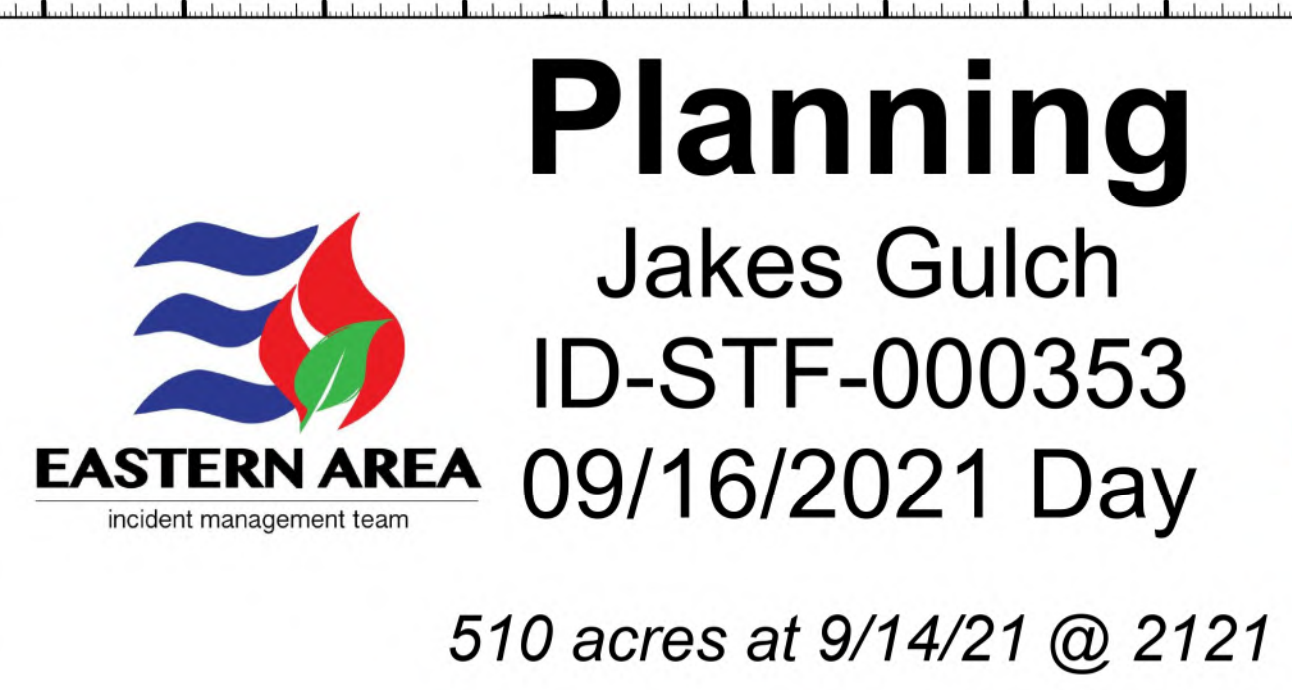 Planning
Jakes Gulch
ID-STF-000353
09/16/2021 Day
EASTERN AREA
incident management team
510 acres at 9/14/21 @ 2121